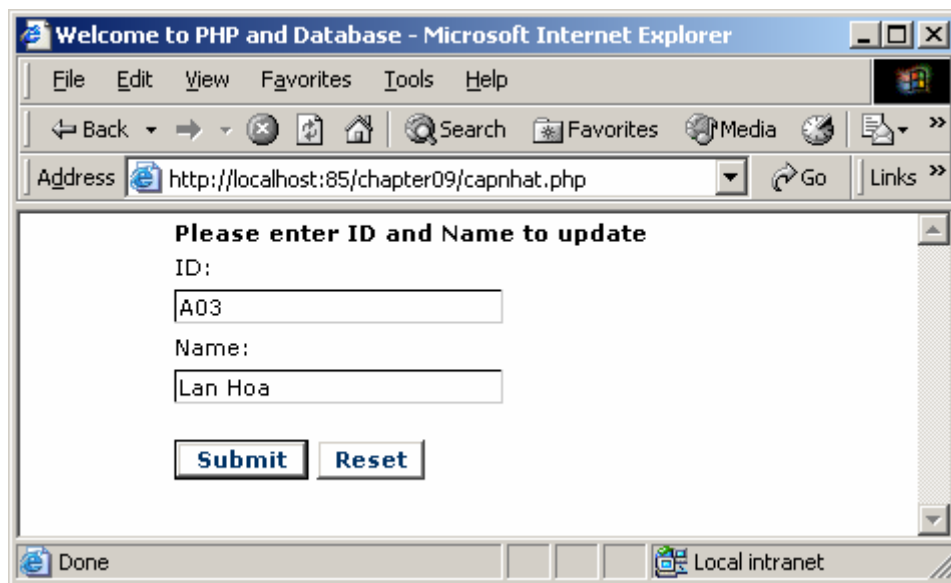 Welcome to PHP and Database - Microsoft Internet Explorer
File Edit View Favorites Tools Help
Back Search Favorites Media »
Address http://localhost:85/chapter09/capnhat.php Go Links »
Please enter ID and Name to update
ID:
A03
Name:
Lan Hoa
Submit Reset
Done Local intranet